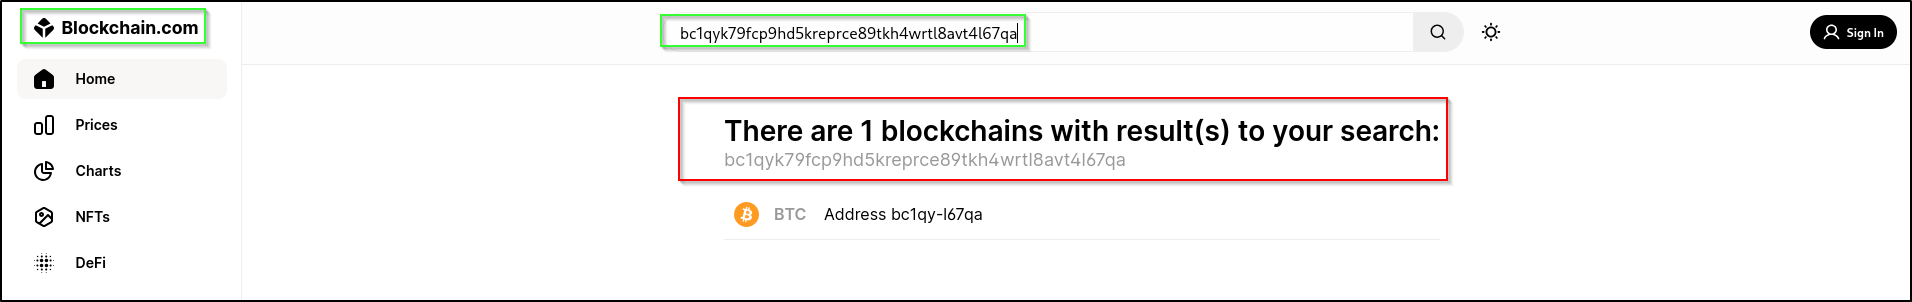 Blockchain.com
bc1qyk79fcp9hd5kreprce89tkh4wrtl8avt4l67qa
Sign In
Home
Prices
Charts
NFTs
DeFi
There are 1 blockchains with result(s) to your search:
bc1qyk79fcp9hd5kreprce89tkh4wrtl8avt4l67qa
BTC Address bc1qy-l67qa